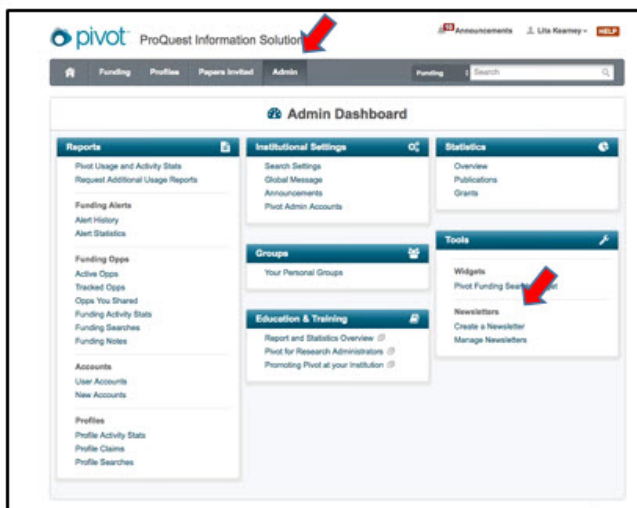 pivot ProQuest Information Solution
53 Announcements Lita Kearney HELP
Funding Profiles Papers Invited Admin Funding Search
Admin Dashboard
Reports
Pivot Usage and Activity Stats
Request Additional Usage Reports
Funding Alerts
Alert History
Alert Statistics
Funding Opps
Active Opps
Tracked Opps
Opps You Shared
Funding Activity Stats
Funding Searches
Funding Notes
Accounts
User Accounts
New Accounts
Profiles
Profile Activity Stats
Profile Claims
Profile Searches
Institutional Settings
Search Settings
Global Message
Announcements
Pivot Admin Accounts
Groups
Your Personal Groups
Education & Training
Report and Statistics Overview
Pivot for Research Administrators
Promoting Pivot at your Institution
Statistics
Overview
Publications
Grants
Tools
Widgets
Pivot Funding
Newsletters
Create a Newsletter
Manage Newsletters